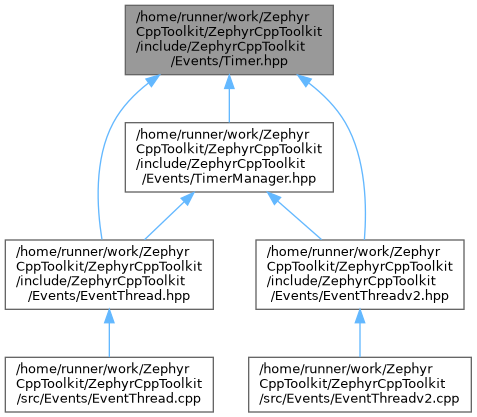 /home/runner/work/Zephyr
CppToolkit/ZephyrCppToolkit
/include/ZephyrCppToolkit
/Events/Timer.hpp
/home/runner/work/Zephyr
CppToolkit/ZephyrCppToolkit
/include/ZephyrCppToolkit
/Events/TimerManager.hpp
/home/runner/work/Zephyr
CppToolkit/ZephyrCppToolkit
/include/ZephyrCppToolkit
/Events/EventThread.hpp
/home/runner/work/Zephyr
CppToolkit/ZephyrCppToolkit
/include/ZephyrCppToolkit
/Events/EventThreadv2.hpp
/home/runner/work/Zephyr
CppToolkit/ZephyrCppToolkit
/src/Events/EventThread.cpp
/home/runner/work/Zephyr
CppToolkit/ZephyrCppToolkit
/src/Events/EventThreadv2.cpp